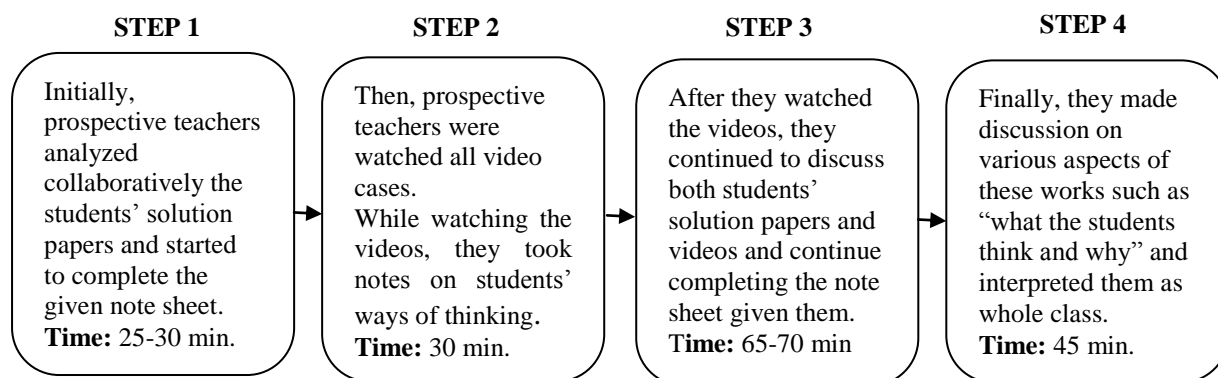 STEP 1
Initially,
prospective teachers
analyzed
collaboratively the
students’ solution
papers and started
to complete the
given note sheet.
Time: 25-30 min.
STEP 2
Then, prospective
teachers were
watched all video
cases.
While watching the
videos, they took
notes on students’
ways of thinking.
Time: 30 min.
STEP 3
After they watched
the videos, they
continued to discuss
both students’
solution papers and
videos and continue
completing the note
sheet given them.
Time: 65-70 min
STEP 4
Finally, they made
discussion on
various aspects of
these works such as
“what the students
think and why” and
interpreted them as
whole class.
Time: 45 min.